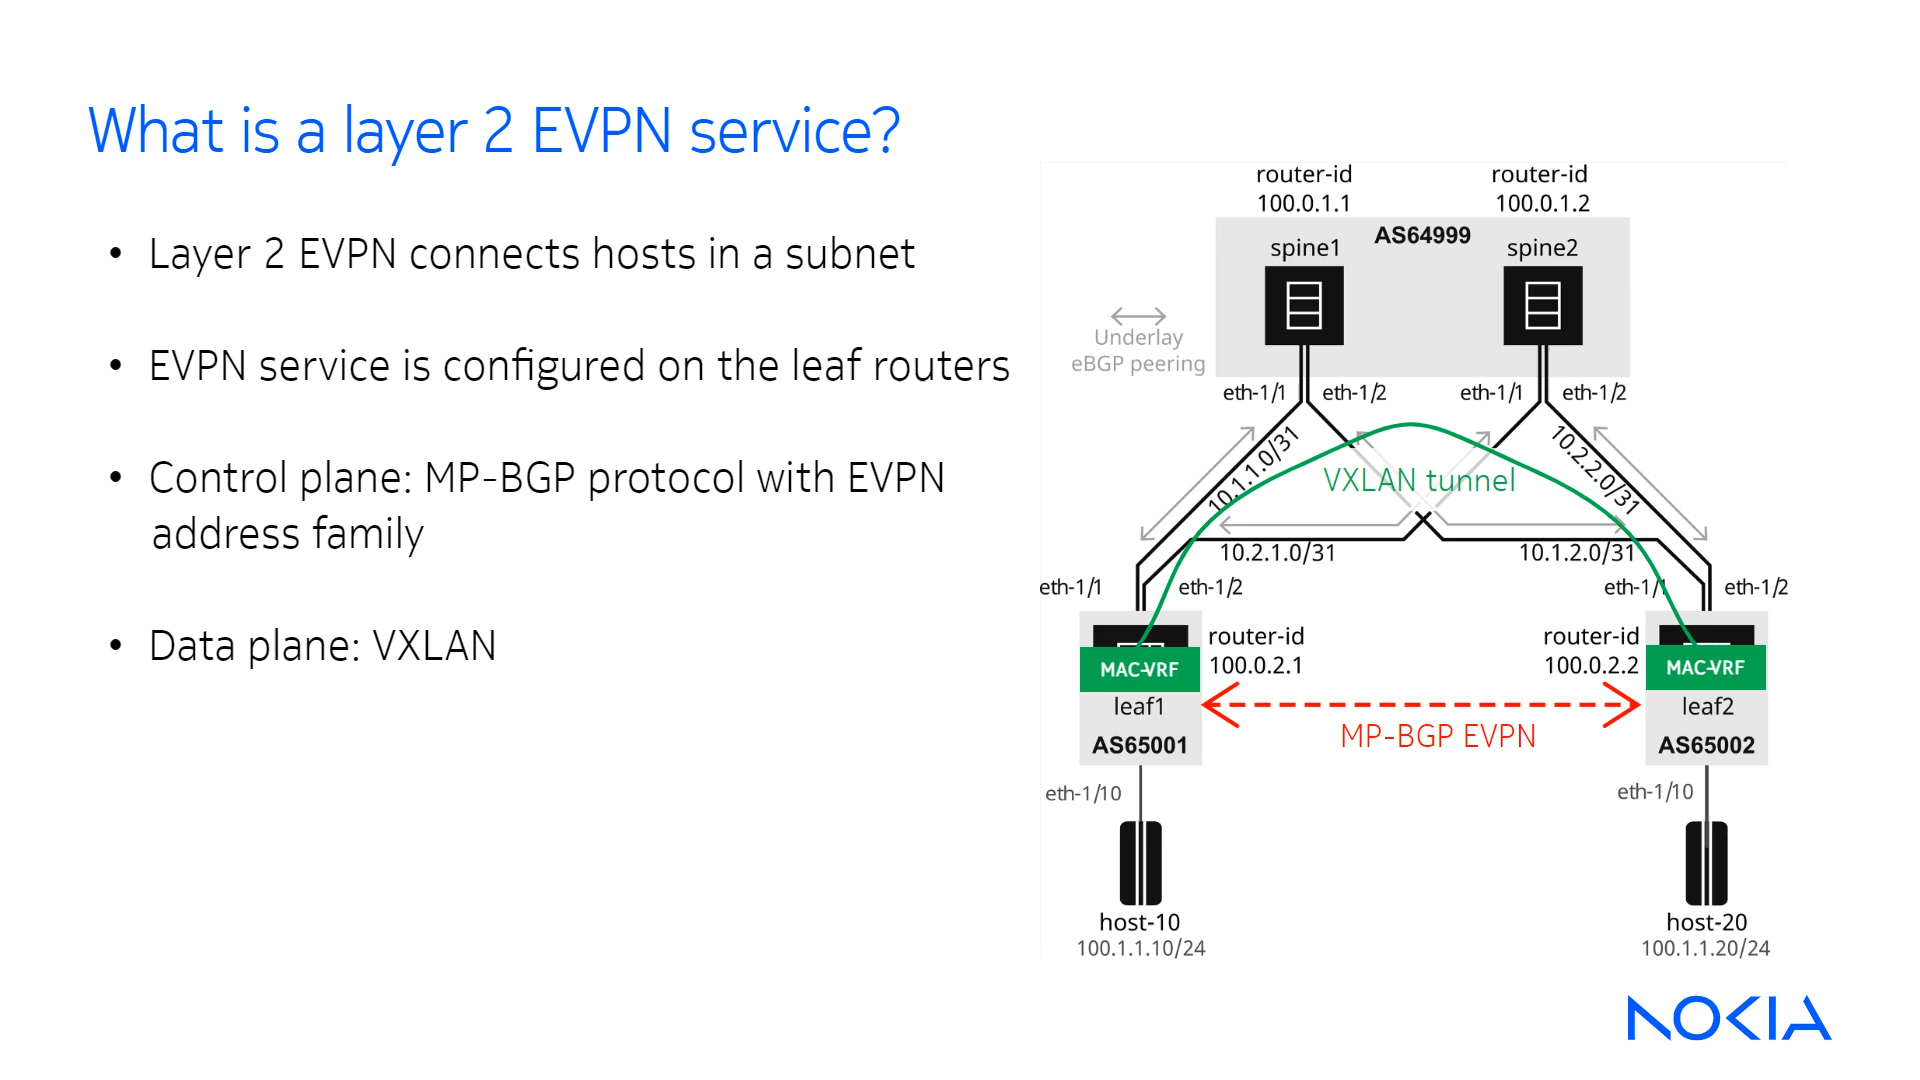 What is a layer 2 EVPN service?
• Layer 2 EVPN connects hosts in a subnet
• EVPN service is configured on the leaf routers
• Control plane: MP-BGP protocol with EVPN
address family
• Data plane: VXLAN
router-id
100.0.1.1
router-id
100.0.1.2
AS64999
spine1
spine2
Underlay
eBGP peering
eth-1/1
eth-1/2
eth-1/1
eth-1/2
10.1.1.0/31
10.2.2.0/31
VXLAN tunnel
10.2.1.0/31
10.1.2.0/31
eth-1/1
eth-1/2
eth-1/1
eth-1/2
router-id
100.0.2.1
router-id
100.0.2.2
MAC-VRF
MAC-VRF
leaf1
leaf2
MP-BGP EVPN
AS65001
AS65002
eth-1/10
eth-1/10
host-10
100.1.1.10/24
host-20
100.1.1.20/24
NOKIA